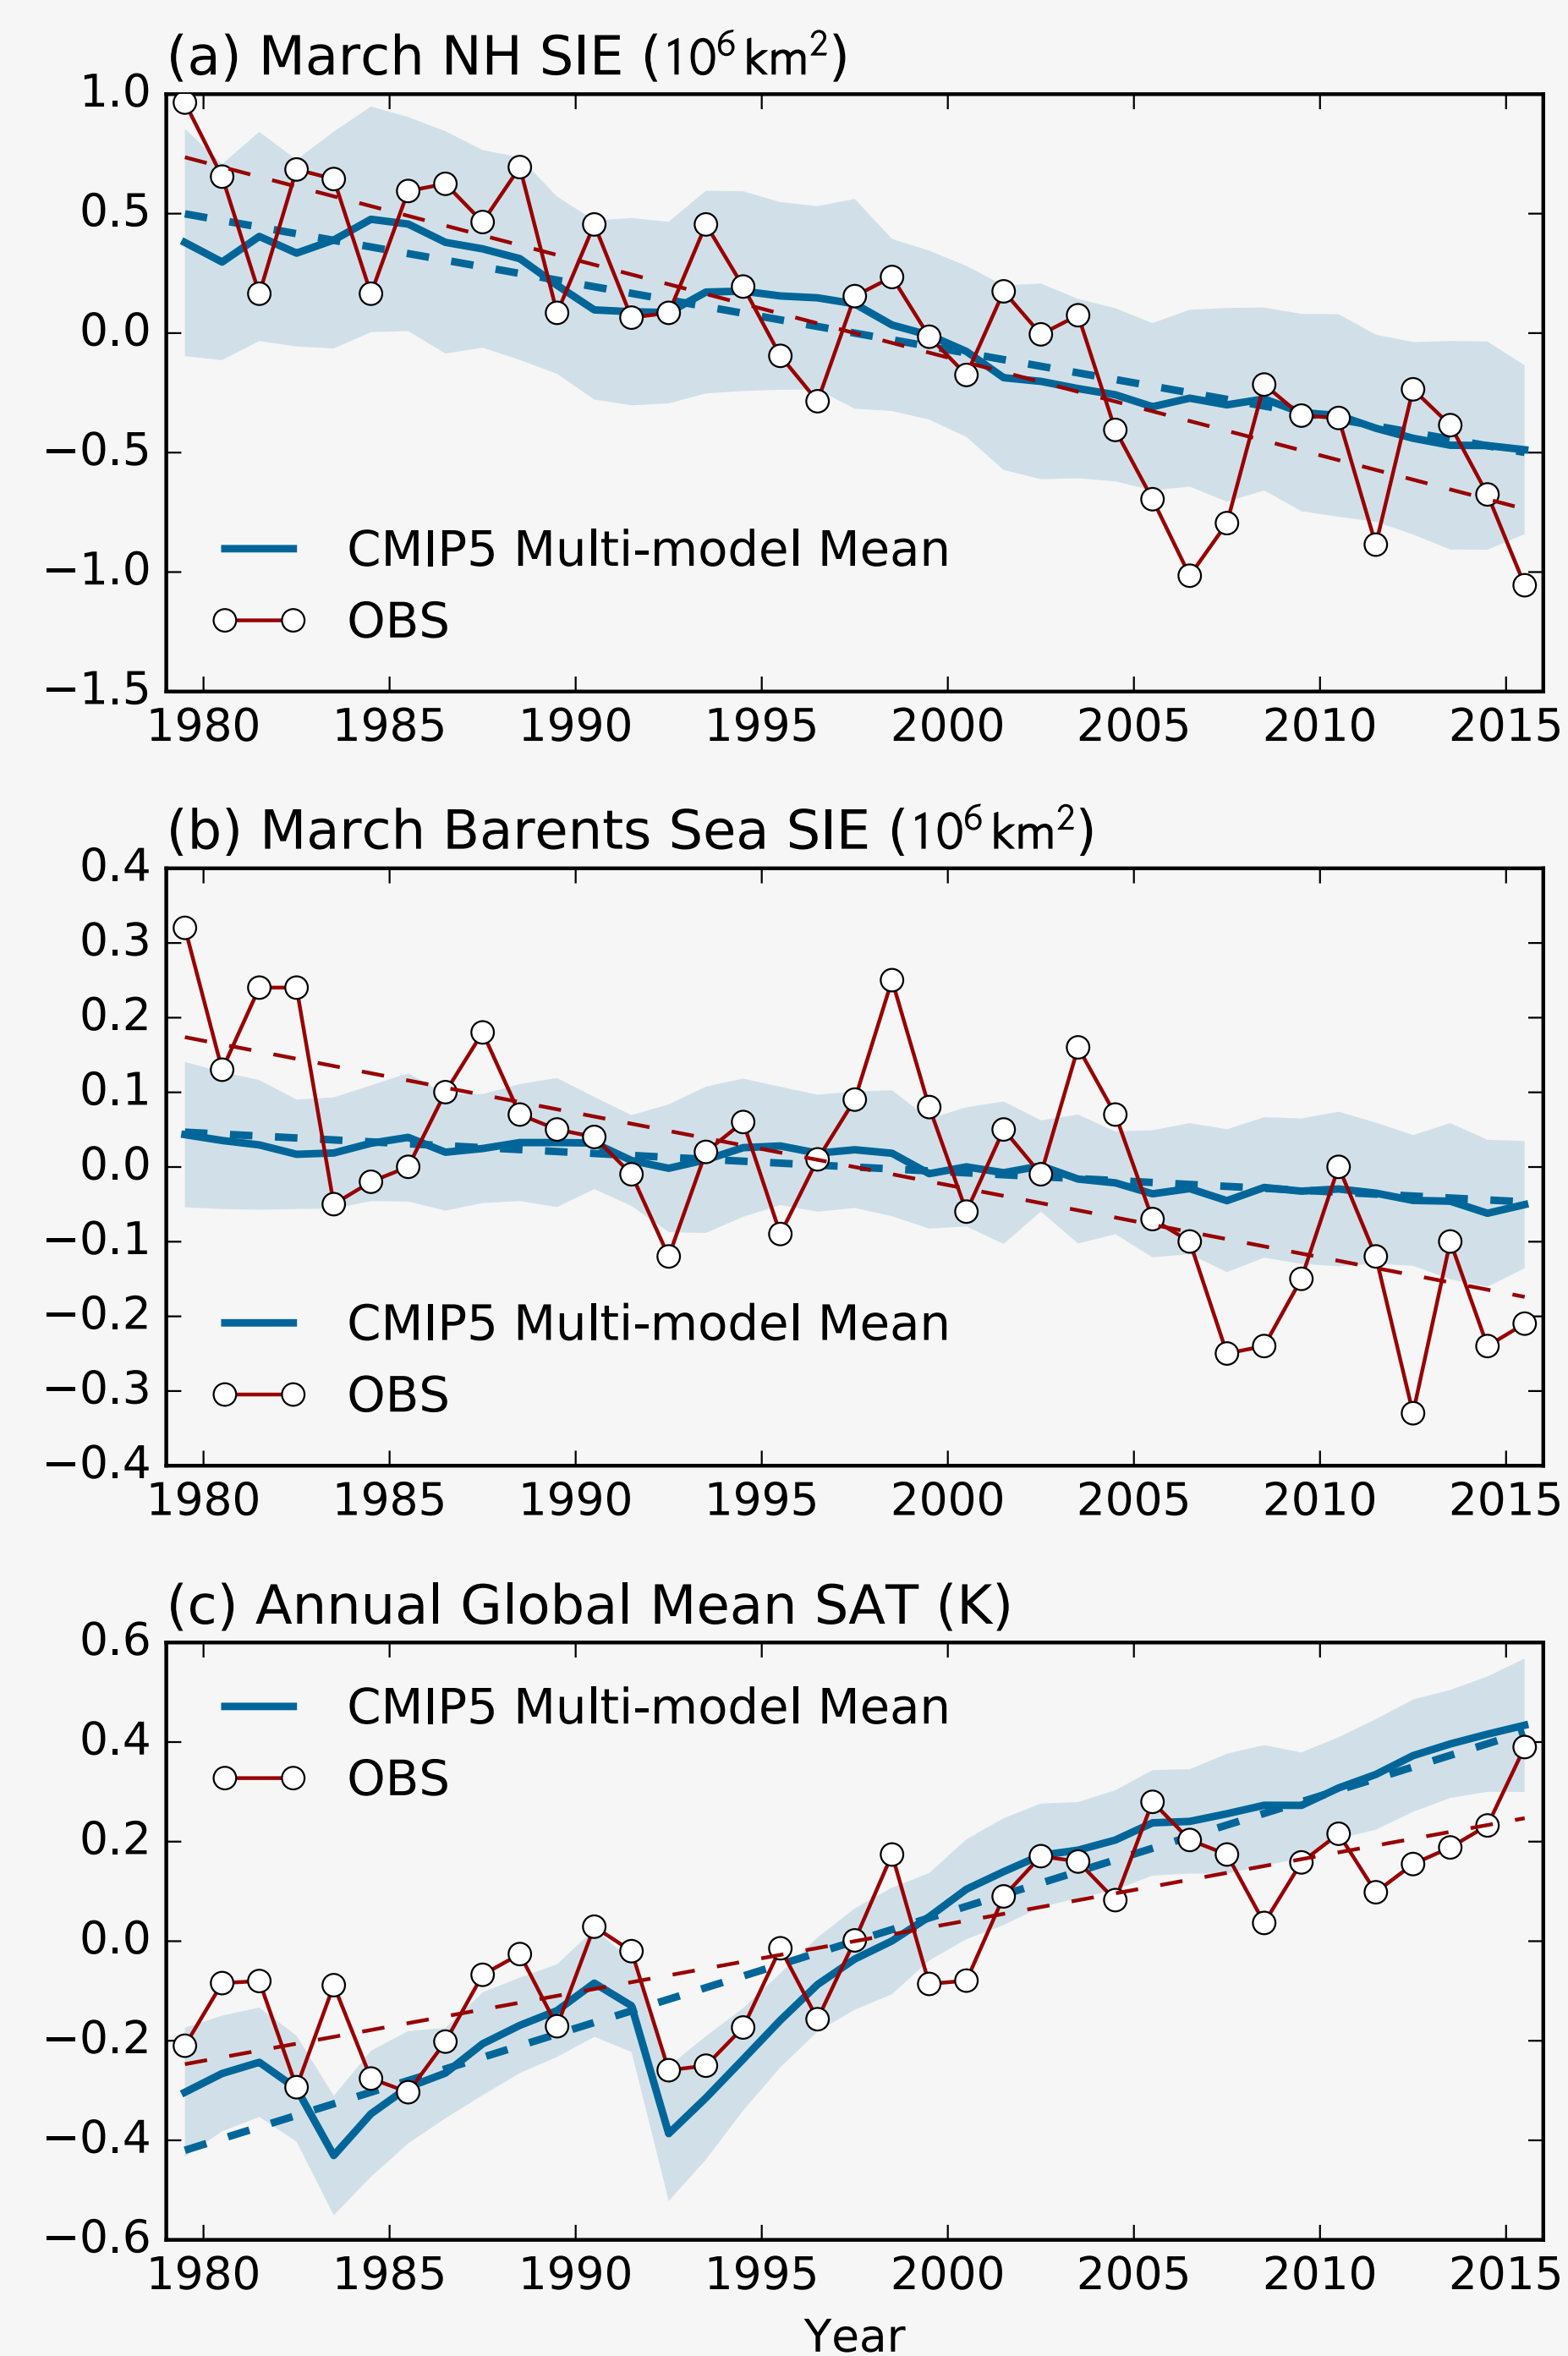 (a) March NH SIE (10⁶ km²)
1.0
0.5
0.0
−0.5
−1.0
−1.5
CMIP5 Multi-model Mean
OBS
1980 1985 1990 1995 2000 2005 2010 2015
(b) March Barents Sea SIE (10⁶ km²)
0.4
0.3
0.2
0.1
0.0
−0.1
−0.2
−0.3
−0.4
CMIP5 Multi-model Mean
OBS
1980 1985 1990 1995 2000 2005 2010 2015
(c) Annual Global Mean SAT (K)
0.6
0.4
0.2
0.0
−0.2
−0.4
−0.6
CMIP5 Multi-model Mean
OBS
1980 1985 1990 1995 2000 2005 2010 2015
Year